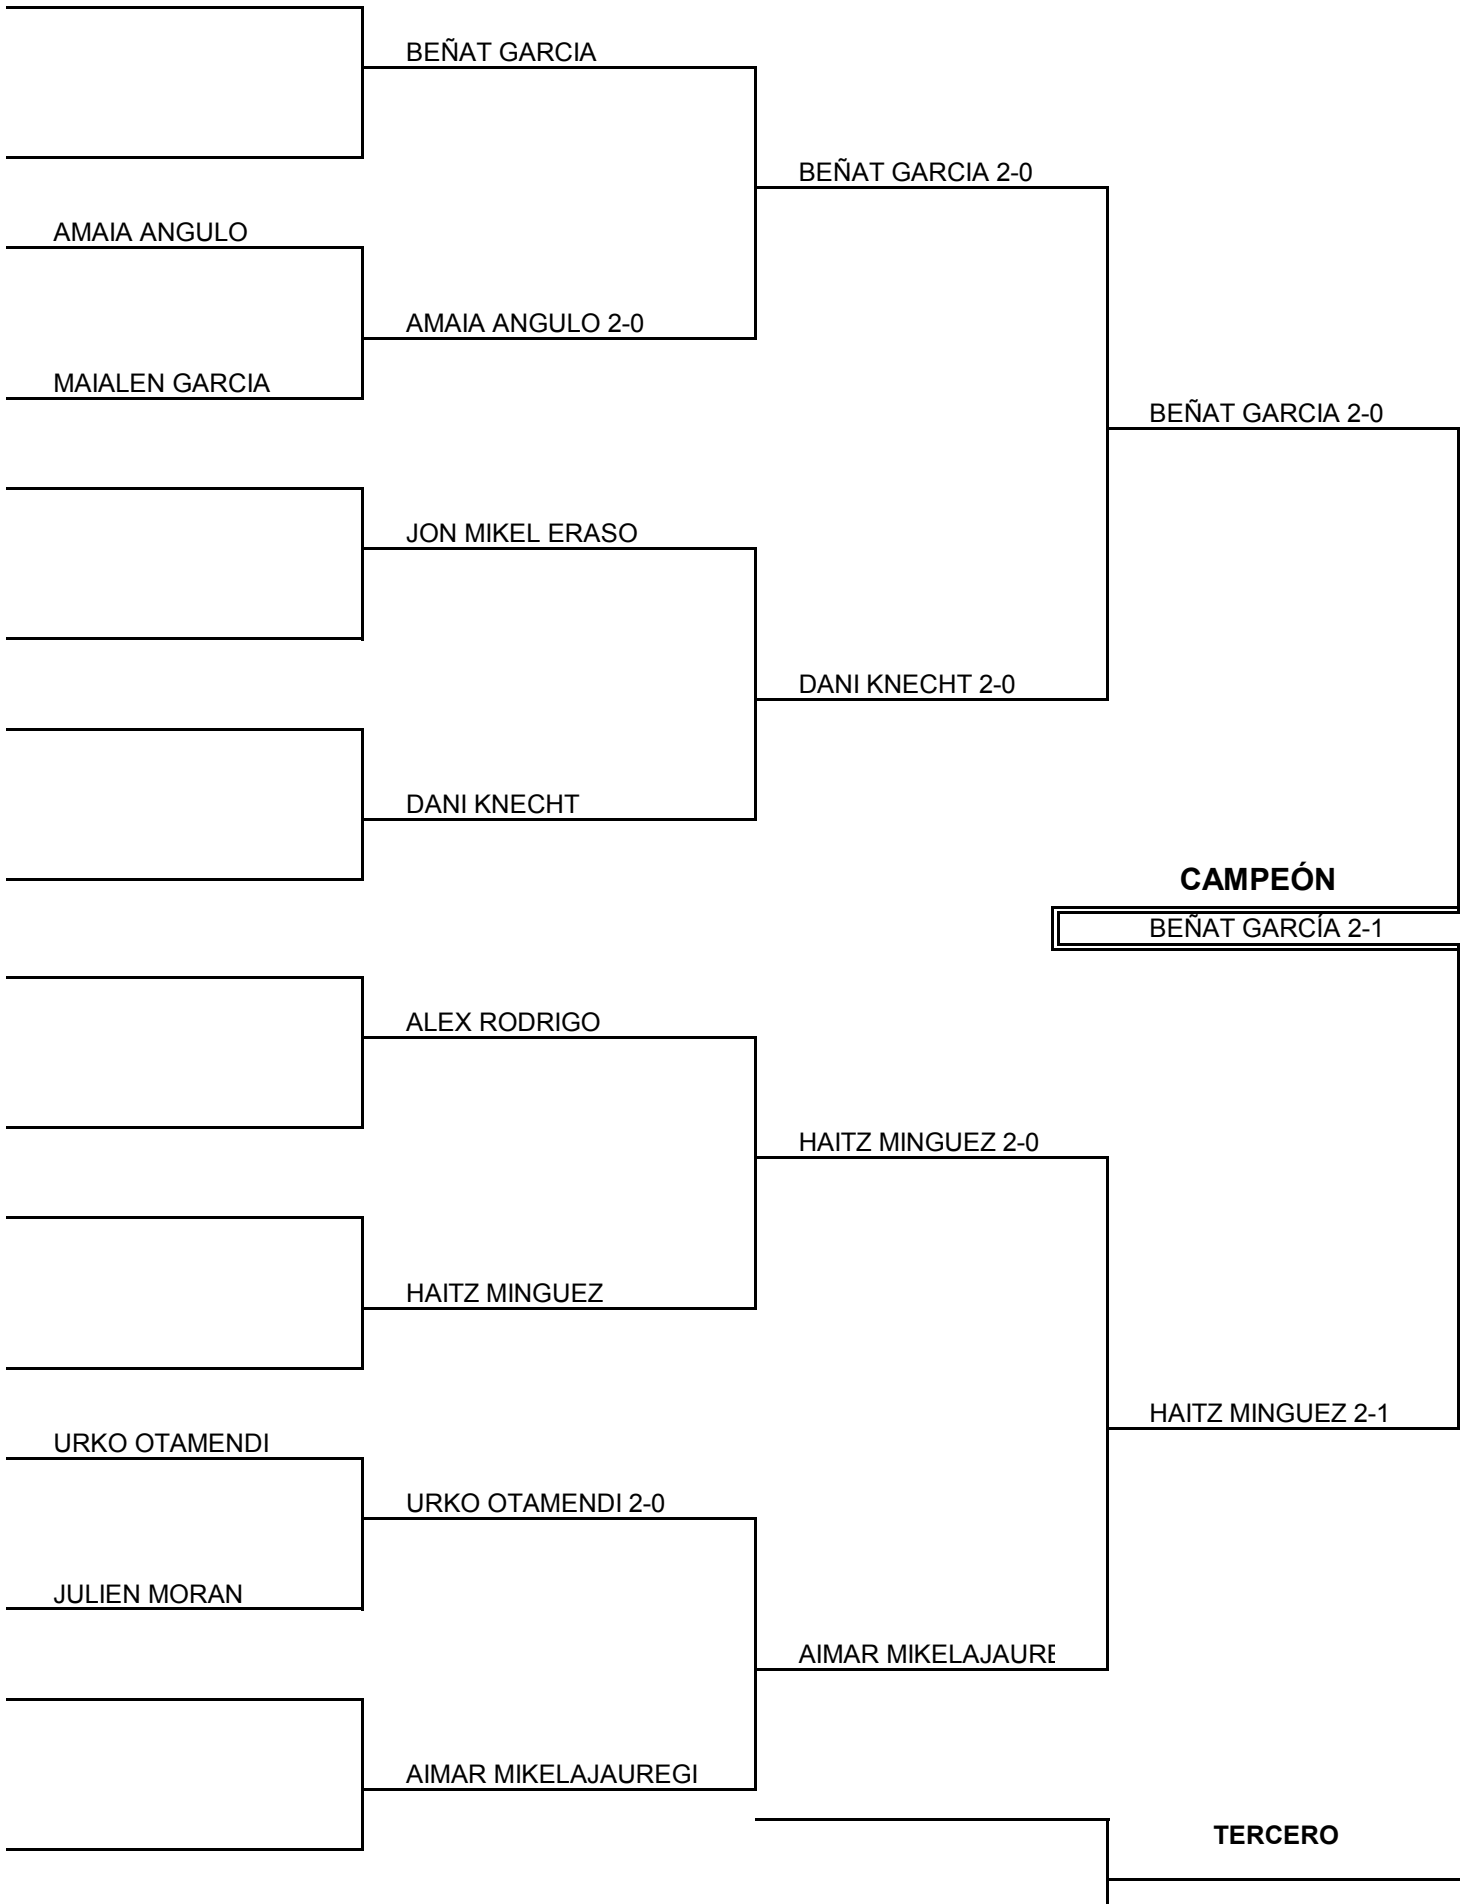 BEÑAT GARCIA
BEÑAT GARCIA 2-0
AMAIA ANGULO
AMAIA ANGULO 2-0
MAIALEN GARCIA
BEÑAT GARCIA 2-0
JON MIKEL ERASO
DANI KNECHT 2-0
DANI KNECHT
CAMPEÓN
BEÑAT GARCÍA 2-1
ALEX RODRIGO
HAITZ MINGUEZ 2-0
HAITZ MINGUEZ
HAITZ MINGUEZ 2-1
URKO OTAMENDI
URKO OTAMENDI 2-0
JULIEN MORAN
AIMAR MIKELAJAURE
AIMAR MIKELAJAUREGI
TERCERO